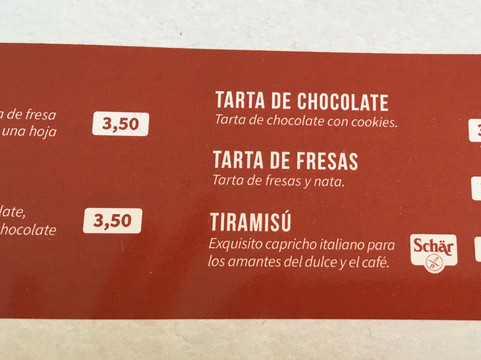 a de fresa
una hoja
3,50
late,
hocolate
3,50
TARTA DE CHOCOLATE
Tarta de chocolate con cookies.
TARTA DE FRESAS
Tarta de fresas y nata.
TIRAMISÚ
Exquisito capricho italiano para
los amantes del dulce y el café.
Schär